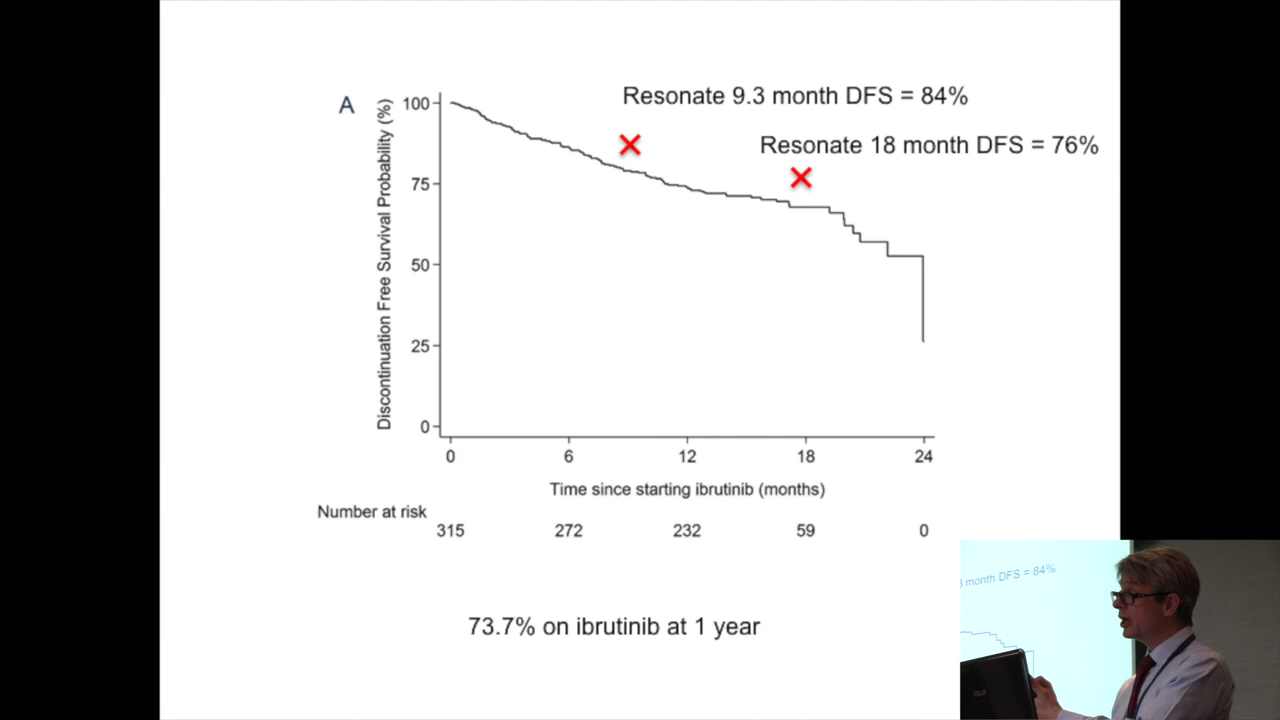 A
Resonate 9.3 month DFS = 84%
Resonate 18 month DFS = 76%
Discontinuation Free Survival Probability (%)
100
75
50
25
0
0 6 12 18 24
Time since starting ibrutinib (months)
Number at risk
315 272 232 59 0
73.7% on ibrutinib at 1 year
month DFS = 84%
ASUS